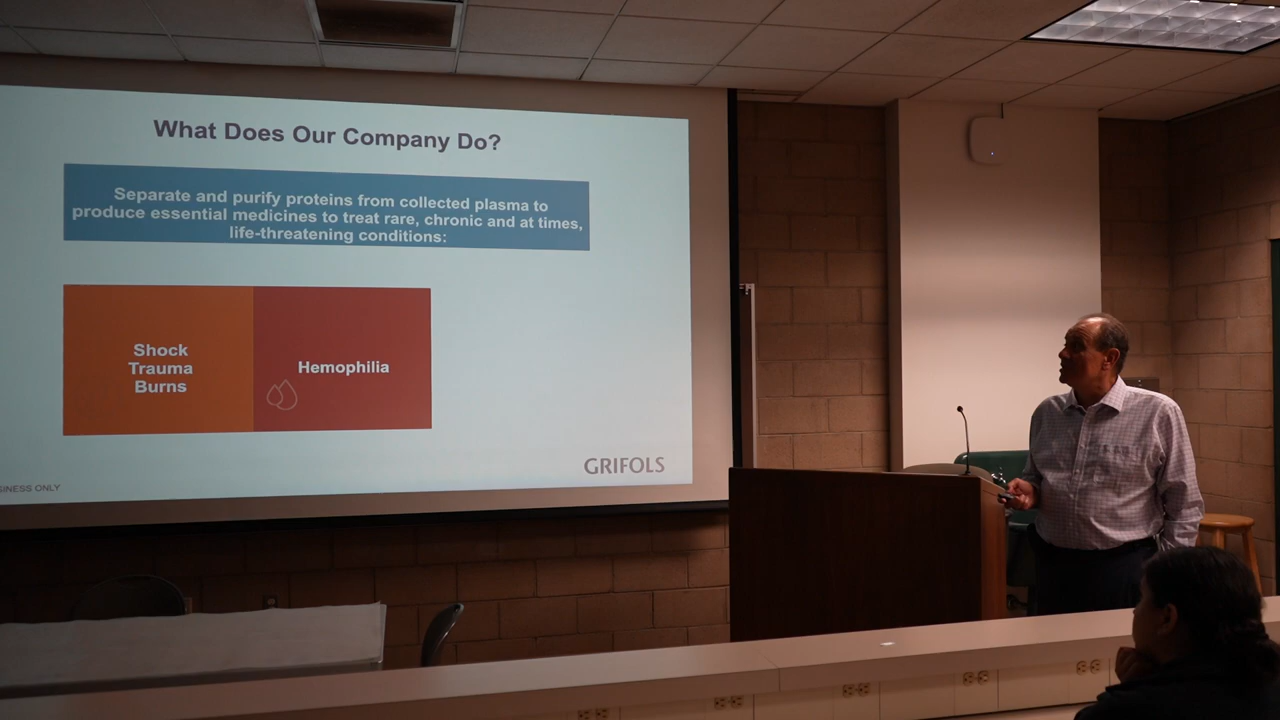 What Does Our Company Do?
Separate and purify proteins from collected plasma to
produce essential medicines to treat rare, chronic and at times,
life-threatening conditions:
Shock
Trauma
Burns
Hemophilia
GRIFOLS
ONLY